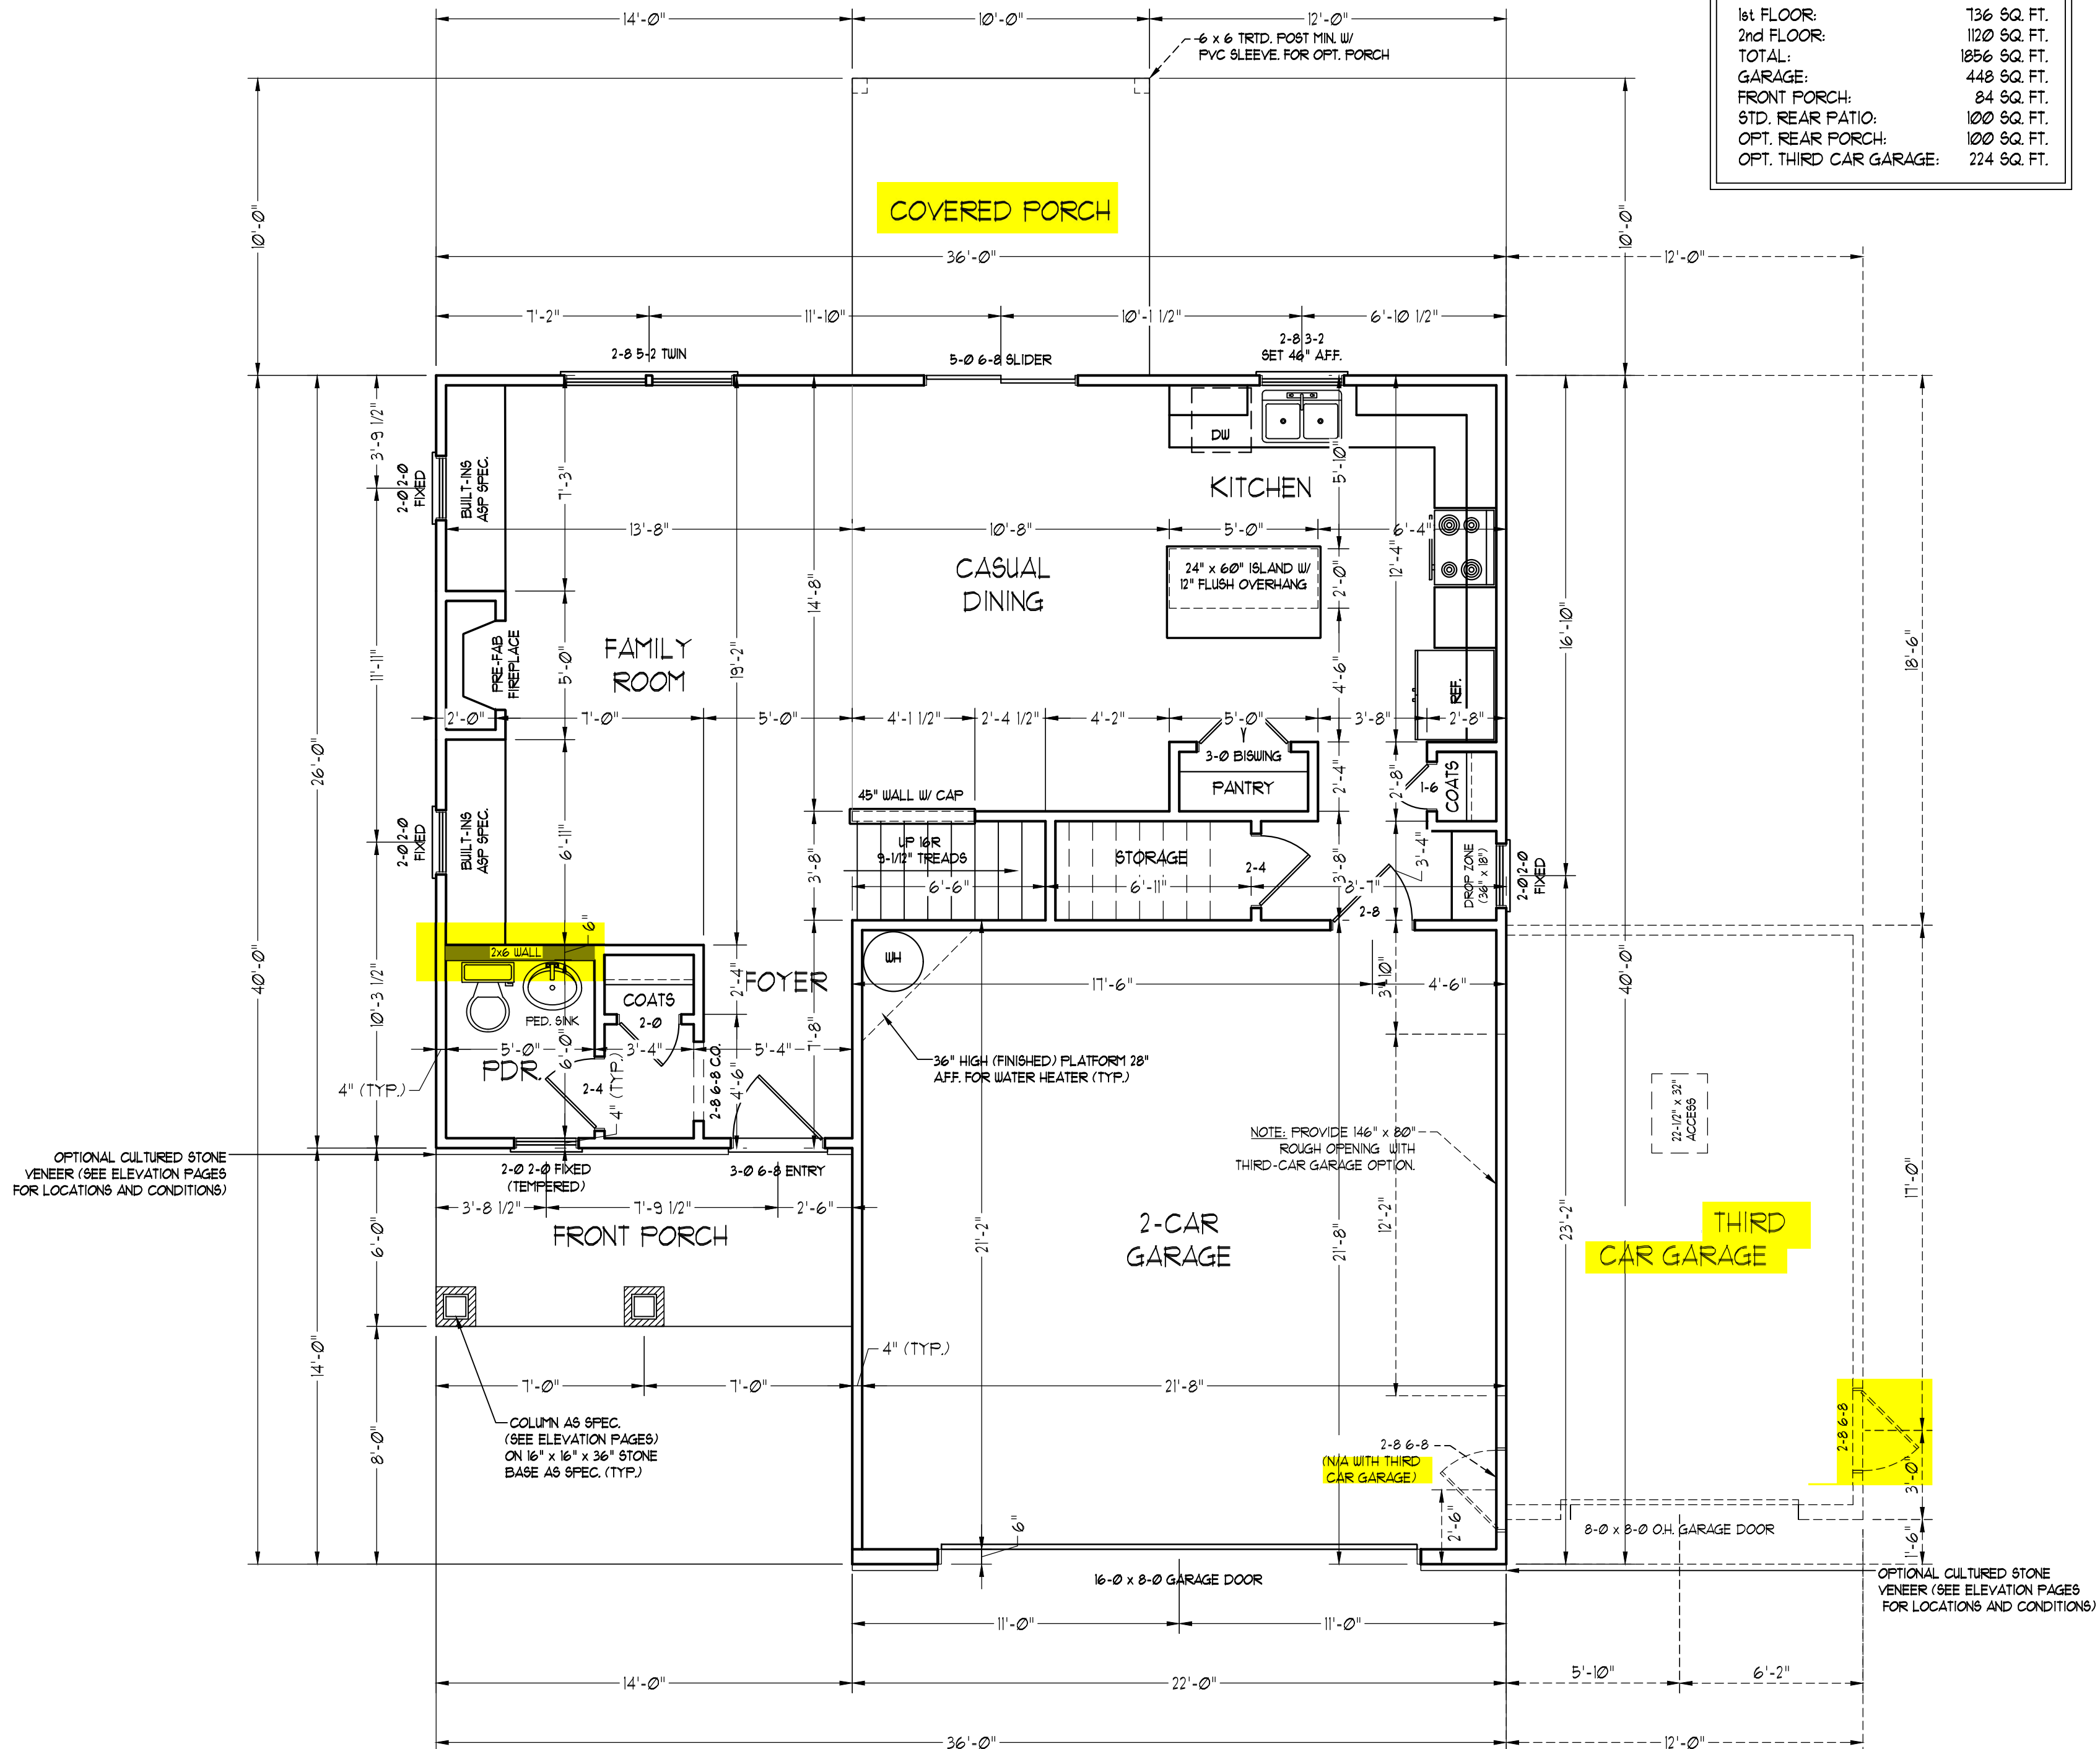 14'-0" 10'-0" 12'-0"
1st FLOOR: 736 SQ. FT.
2nd FLOOR: 1120 SQ. FT.
TOTAL: 1856 SQ. FT.
GARAGE: 448 SQ. FT.
FRONT PORCH: 84 SQ. FT.
STD. REAR PATIO: 100 SQ. FT.
OPT. REAR PORCH: 100 SQ. FT.
OPT. THIRD CAR GARAGE: 224 SQ. FT.
6 x 6 TRTD. POST MIN. W/
PVC SLEEVE. FOR OPT. PORCH
COVERED PORCH
10'-0"
10'-0"
36'-0" 12'-0"
7'-2" 11'-10" 10'-1 1/2" 6'-10 1/2"
2-8 5-2 TWIN
5-0 6-8 SLIDER
2-8 3-2
SET 46" A.F.F.
3'-9 1/2"
2-0 2-0
FIXED
BUILT-INS
ASP SPEC.
7'-3"
DW
5'-10"
KITCHEN
13'-8" 10'-8" 5'-0" 6'-4"
CASUAL
DINING
24" x 60" ISLAND W/
12" FLUSH OVERHANG
2'-0"
12'-4"
14'-8"
FAMILY
ROOM
PRE-FAB
FIREPLACE
5'-0"
19'-2"
11'-11"
26'-0"
4'-6"
REF.
16'-10"
18'-6"
2'-0" 7'-0" 5'-0" 4'-1 1/2" 2'-4 1/2" 4'-2" 5'-0" 3'-8" 2'-8"
3-0 BISWING
PANTRY
2'-4"
2'-8"
1-6
COATS
45" WALL W/ CAP
UP 16R
9-1/12" TREADS
3'-8"
6'-6"
STORAGE
6'-11"
2-4
3'-8"
8'-7"
3'-4"
2-8
DROP ZONE
(36" x 18")
2-0 2-0
FIXED
2-0 2-0
FIXED
BUILT-INS
ASP SPEC.
6'-11"
40'-0"
10'-3 1/2"
2x6 WALL
6"
PED. SINK
COATS
2-0
2'-4"
FOYER
WH
17'-6" 4'-6"
3'-10"
40'-0"
5'-0" 3'-4" 5'-4"
7'-8"
6'-0"
PDR.
2-4
4" (TYP.)
4" (TYP.)
2-8 6-8 C.O.
4'-6"
36" HIGH (FINISHED) PLATFORM 28"
A.F.F. FOR WATER HEATER (TYP.)
22-1/2" x 32"
ACCESS
NOTE: PROVIDE 146" x 80"
ROUGH OPENING WITH
THIRD-CAR GARAGE OPTION.
OPTIONAL CULTURED STONE
VENEER (SEE ELEVATION PAGES
FOR LOCATIONS AND CONDITIONS)
2-0 2-0 FIXED
(TEMPERED)
3-0 6-8 ENTRY
3'-8 1/2" 7'-9 1/2" 2'-6"
FRONT PORCH
6'-0"
2-CAR
GARAGE
21'-2"
21'-8"
12'-2"
23'-2"
17'-0"
THIRD
CAR GARAGE
14'-0"
8'-0"
4" (TYP.)
7'-0" 7'-0" 21'-8"
COLUMN AS SPEC.
(SEE ELEVATION PAGES)
ON 16" x 16" x 36" STONE
BASE AS SPEC. (TYP.)
2-8 6-8
(N/A WITH THIRD
CAR GARAGE)
2'-6"
2-8 6-8
3'-0"
6"
8-0 x 8-0 O.H. GARAGE DOOR
1'-6"
16-0 x 8-0 GARAGE DOOR
OPTIONAL CULTURED STONE
VENEER (SEE ELEVATION PAGES
FOR LOCATIONS AND CONDITIONS)
11'-0" 11'-0"
14'-0" 22'-0" 5'-10" 6'-2"
36'-0" 12'-0"